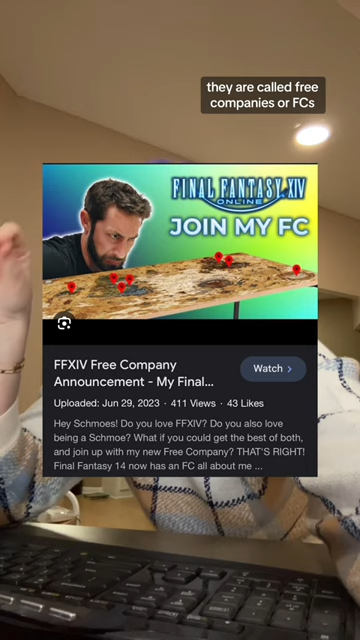 they are called free
companies or FCs
FINAL FANTASY XIV
ONLINE
JOIN MY FC
FFXIV Free Company
Announcement - My Final...
Watch >
Uploaded: Jun 29, 2023 · 411 Views · 43 Likes
Hey Schmoes! Do you love FFXIV? Do you also love
being a Schmoe? What if you could get the best of both,
and join up with my new Free Company? THAT'S RIGHT!
Final Fantasy 14 now has an FC all about me ...